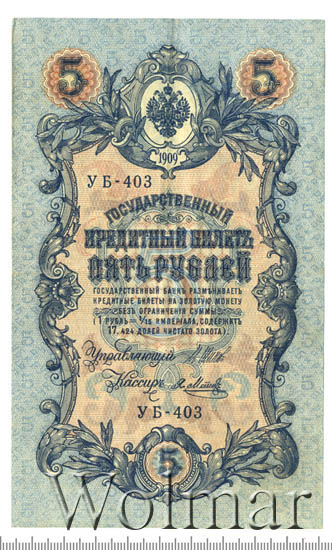 5 5
1909
УБ-403
ГОСУДАРСТВЕННЫЙ
КРЕДИТНЫЙ БИЛЕТЪ
ПЯТЬ РУБЛЕЙ
ГОСУДАРСТВЕННЫЙ БАНКЪ РАЗМѢНИВАЕТЪ
КРЕДИТНЫЕ БИЛЕТЫ НА ЗОЛОТУЮ МОНЕТУ
БЕЗЪ ОГРАНИЧЕНІЯ СУММЫ
(1 РУБЛЬ = 1/15 ИМПЕРІАЛА, СОДЕРЖИТЪ
17,424 ДОЛЕЙ ЧИСТАГО ЗОЛОТА).
Управляющій
Кассиръ
УБ-403
5
Wolmar